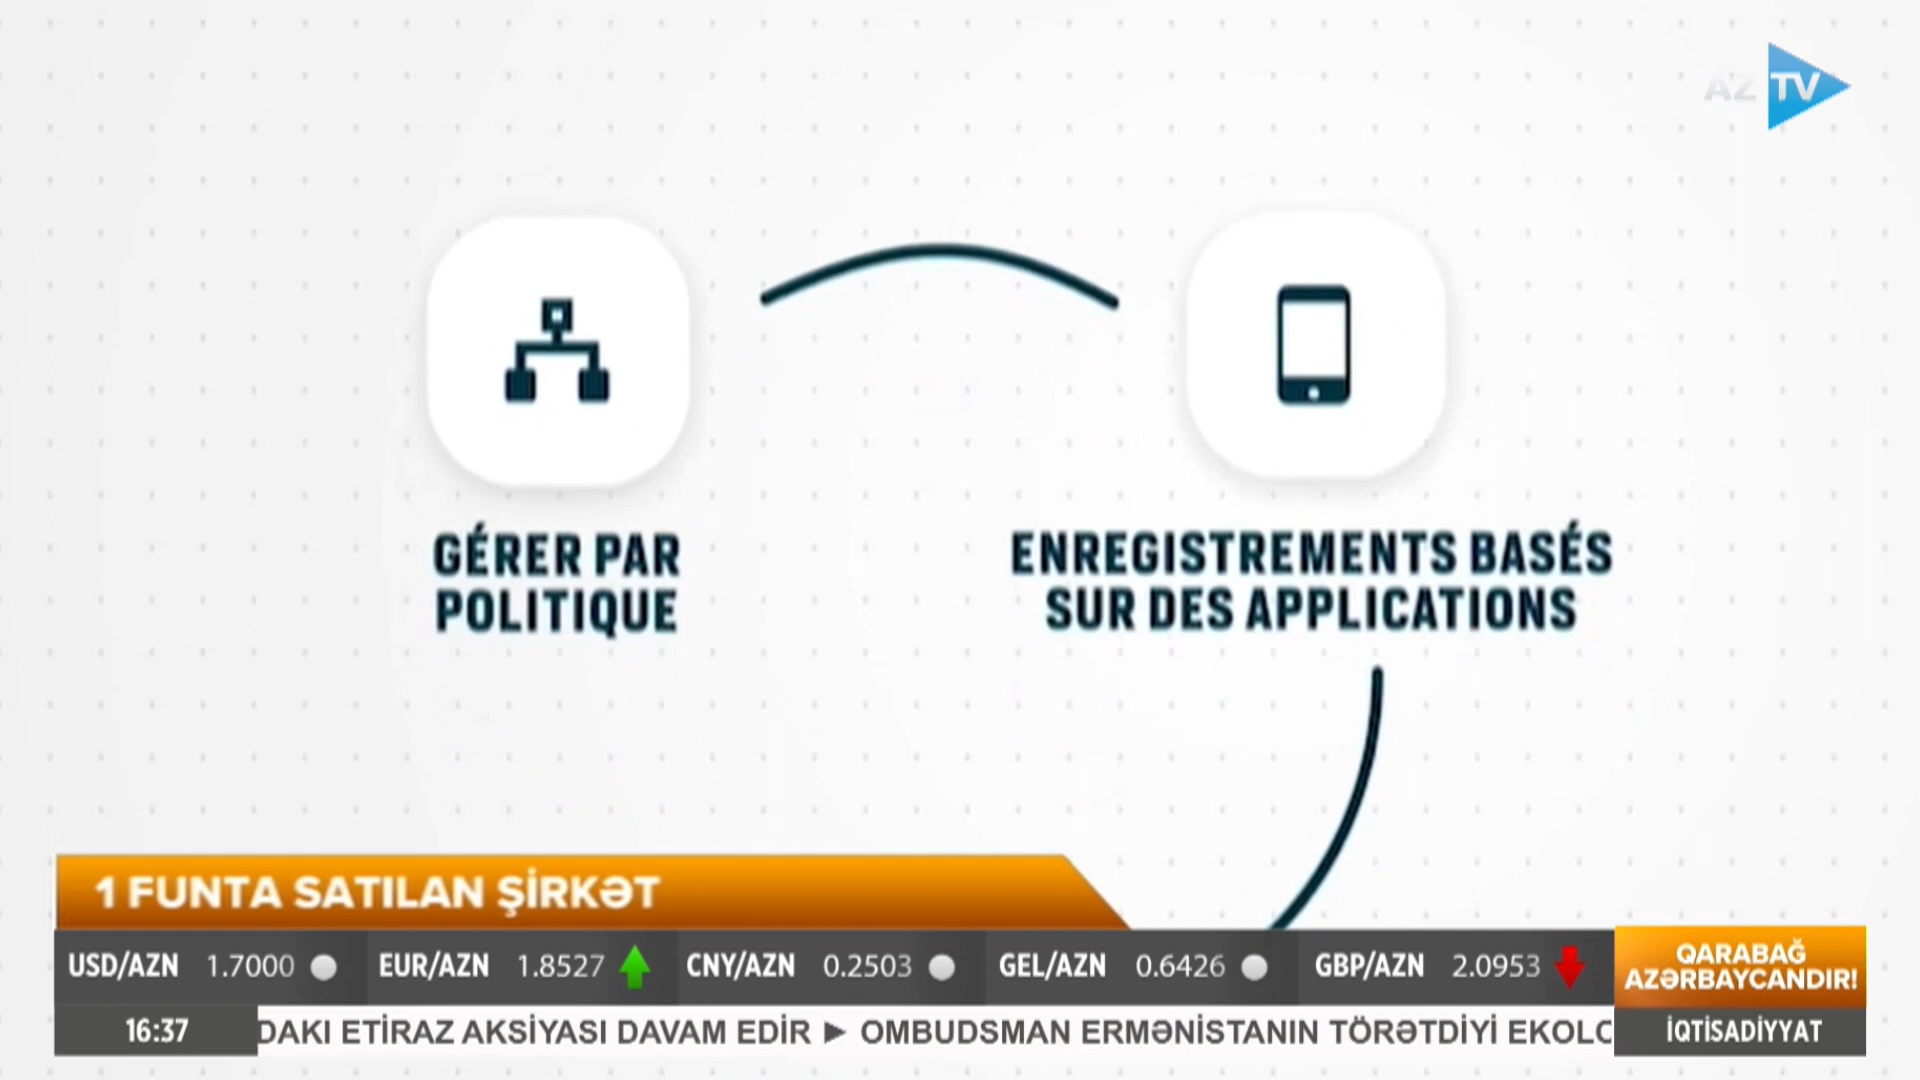 AZ TV
GÉRER PAR
POLITIQUE
ENREGISTREMENTS BASÉS
SUR DES APPLICATIONS
1 FUNTA SATILAN ŞİRKƏT
USD/AZN 1.7000 EUR/AZN 1.8527 CNY/AZN 0.2503 GEL/AZN 0.6426 GBP/AZN 2.0953
QARABAĞ
AZƏRBAYCANDIR!
16:37 DAKI ETİRAZ AKSİYASI DAVAM EDİR ► OMBUDSMAN ERMƏNİSTANIN TÖRƏTDİYİ EKOLO
İQTİSADİYYAT